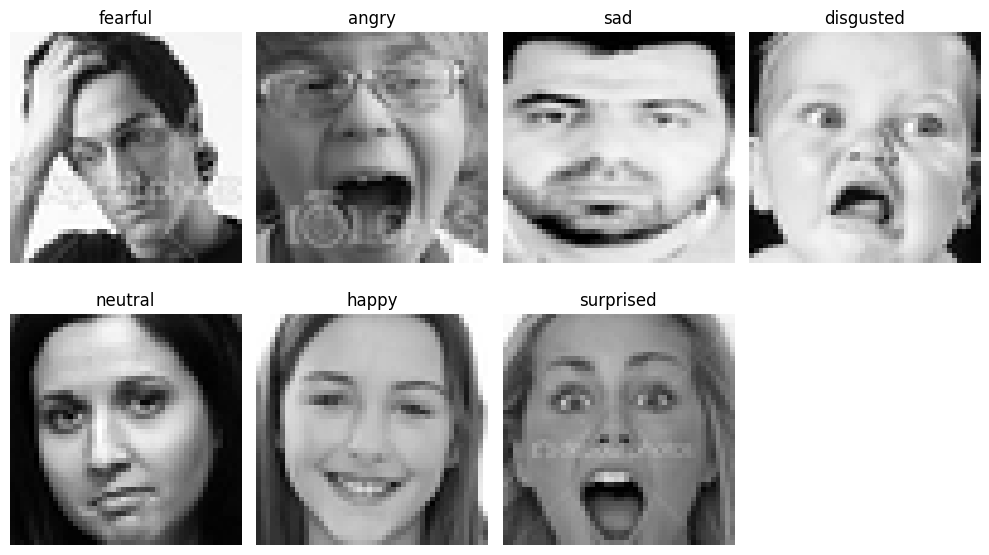 fearful angry sad disgusted
neutral happy surprised